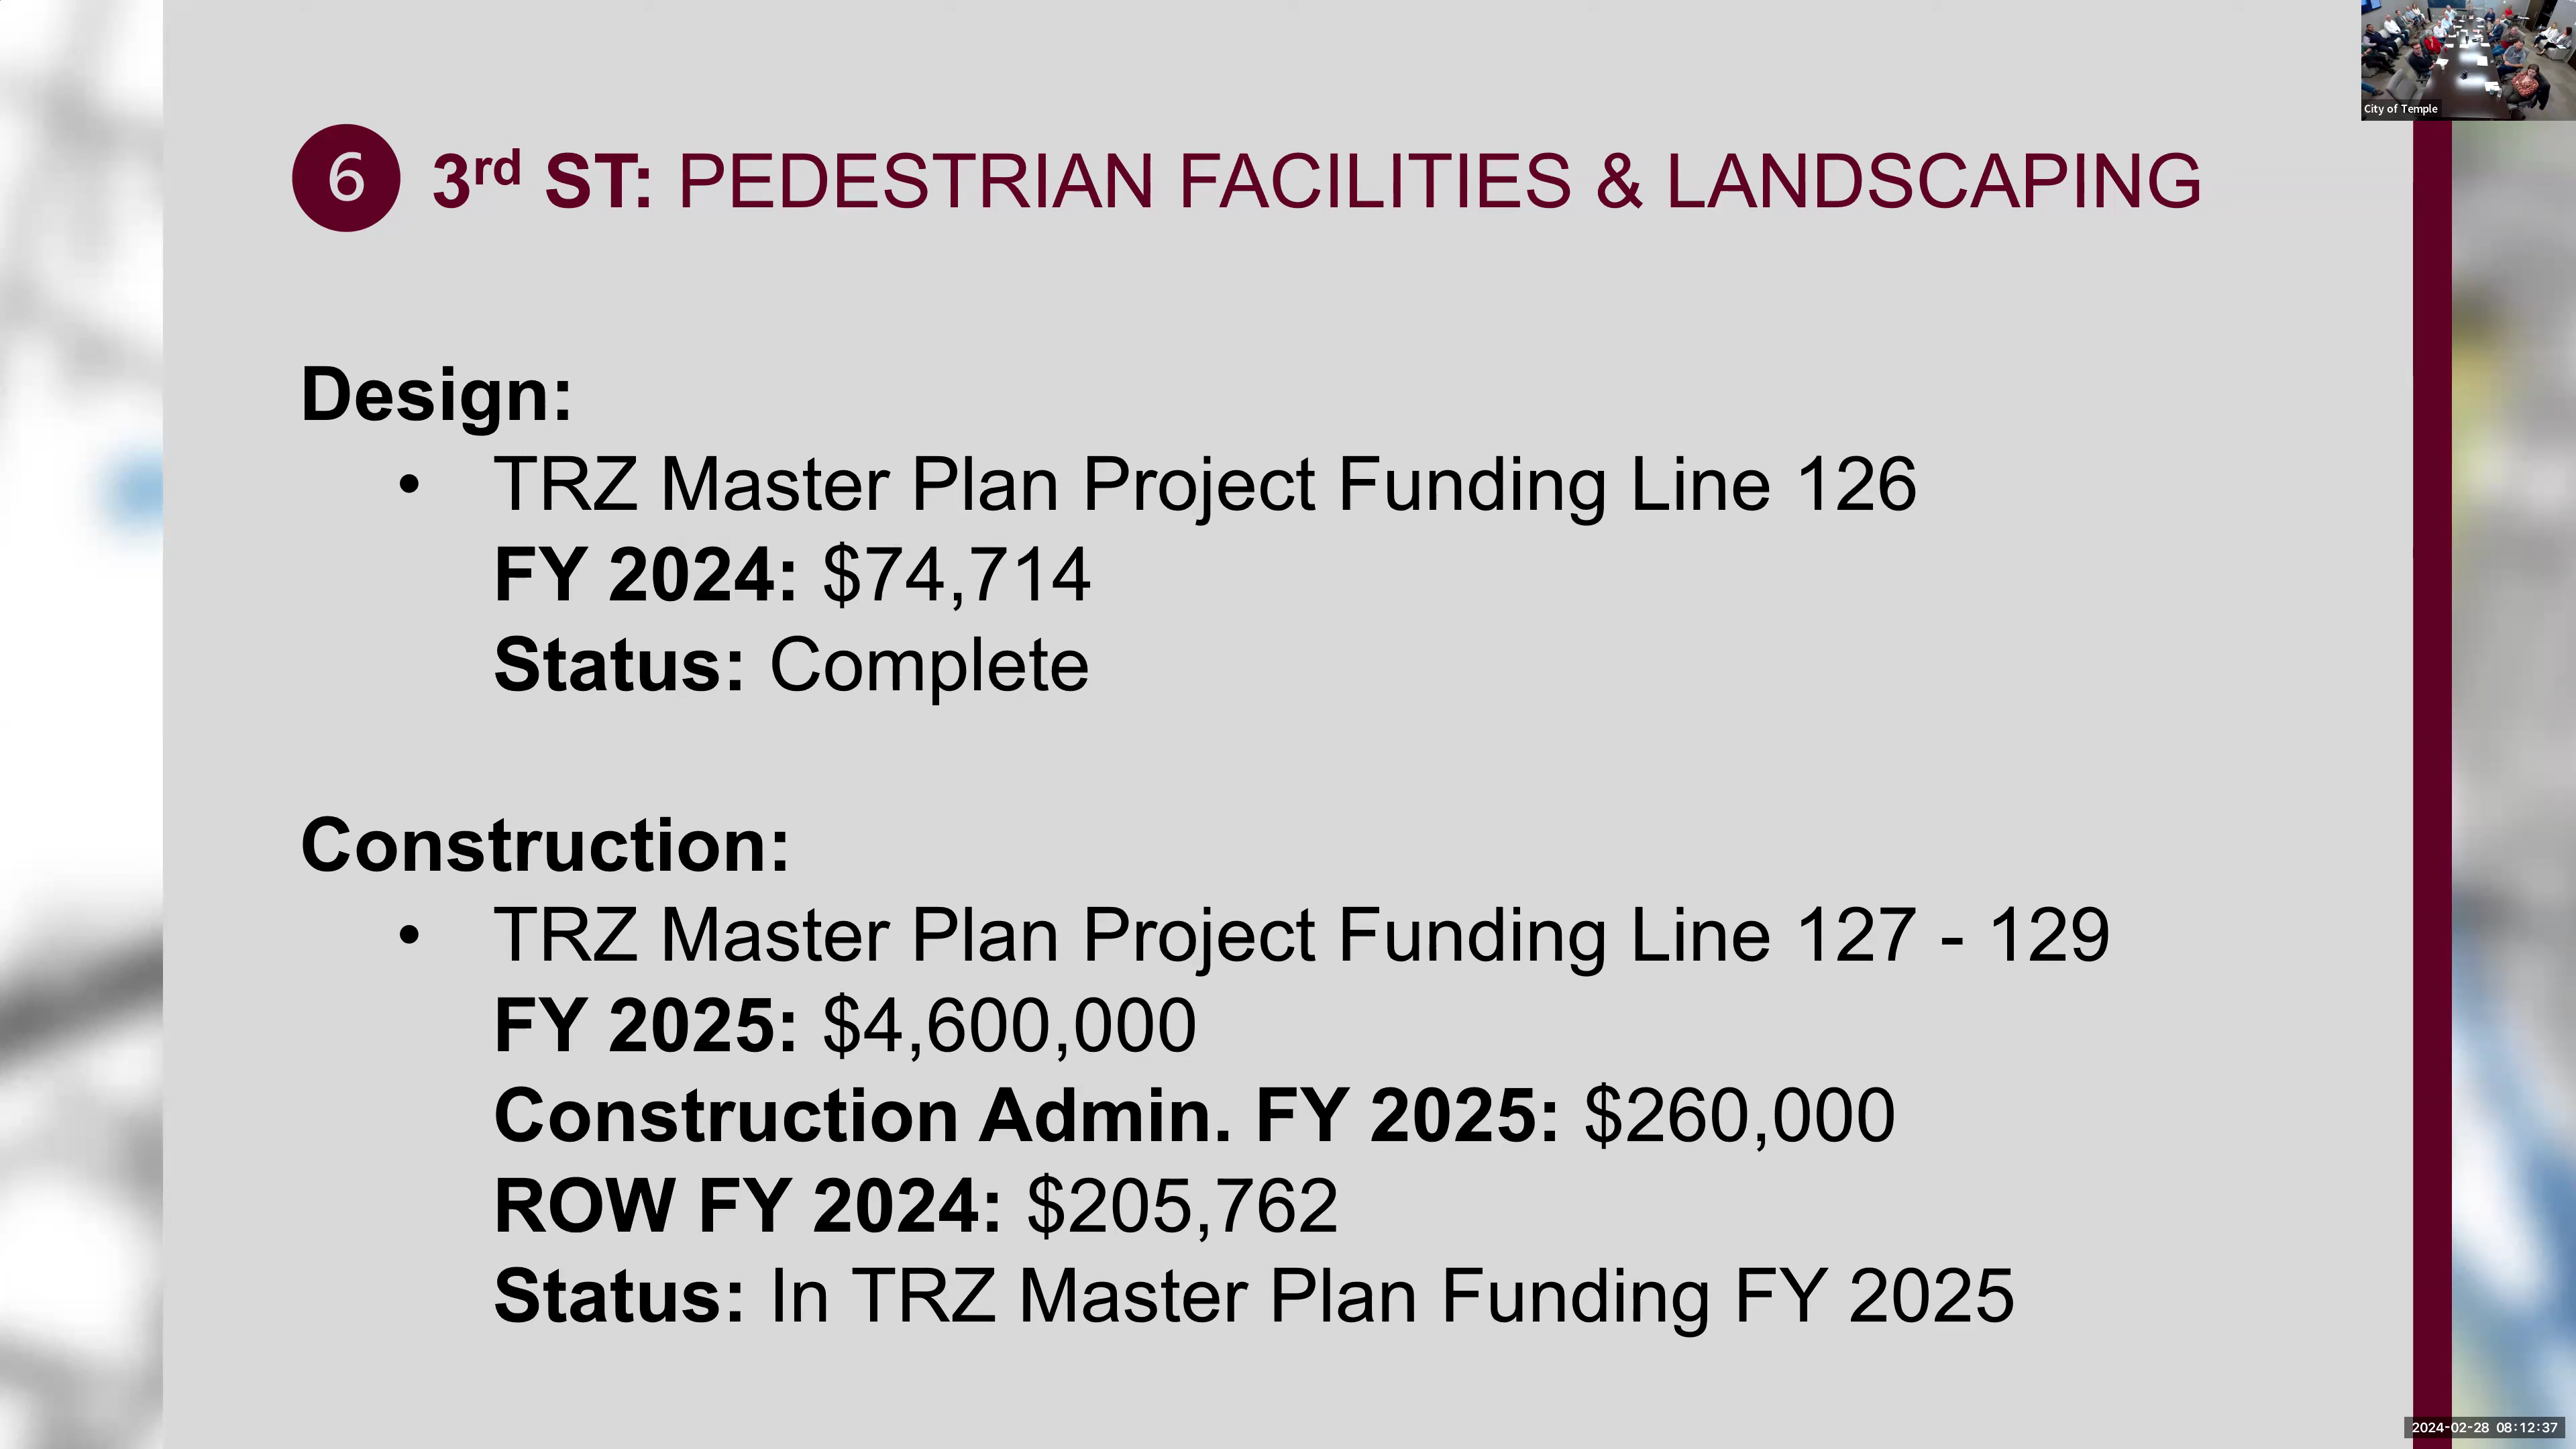 City of Temple
6 3rd ST: PEDESTRIAN FACILITIES & LANDSCAPING
Design:
• TRZ Master Plan Project Funding Line 126
FY 2024: $74,714
Status: Complete
Construction:
• TRZ Master Plan Project Funding Line 127 - 129
FY 2025: $4,600,000
Construction Admin. FY 2025: $260,000
ROW FY 2024: $205,762
Status: In TRZ Master Plan Funding FY 2025
2024-02-28 08:12:37